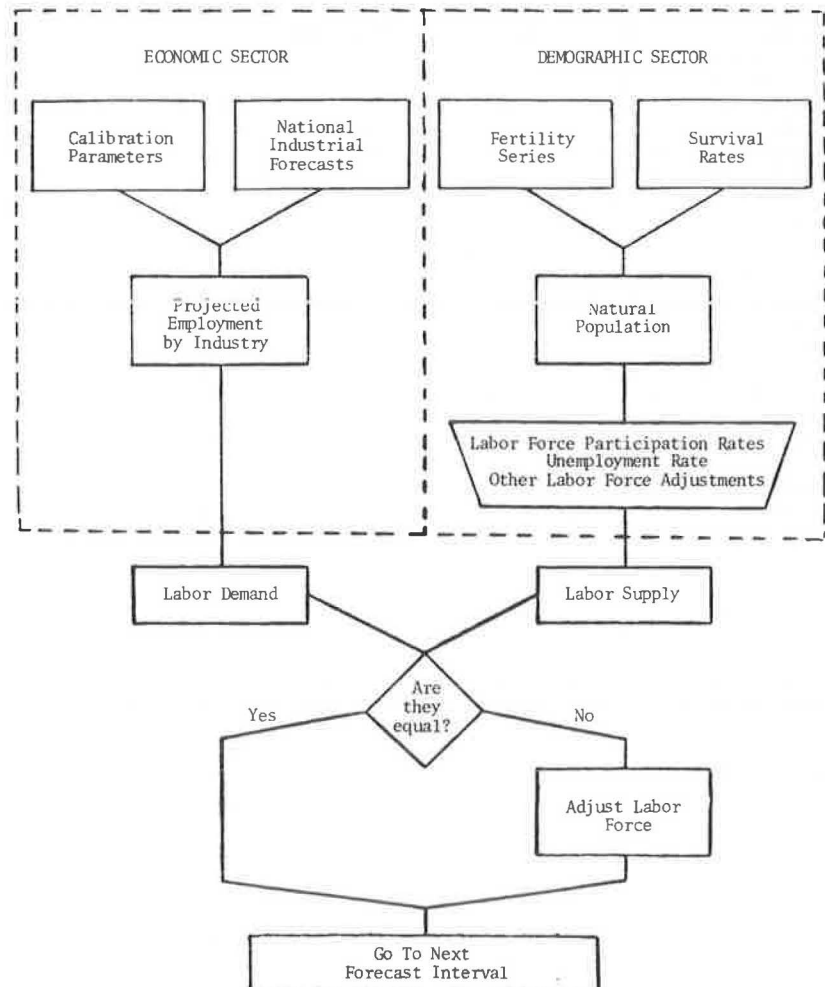 ECONOMIC SECTOR
DEMOGRAPHIC SECTOR
Calibration
Parameters
National
Industrial
Forecasts
Fertility
Series
Survival
Rates
Projected
Employment
by Industry
Natural
Population
Labor Force Participation Rates
Unemployment Rate
Other Labor Force Adjustments
Labor Demand
Labor Supply
Are
they
equal?
Yes
No
Adjust Labor
Force
Go To Next
Forecast Interval